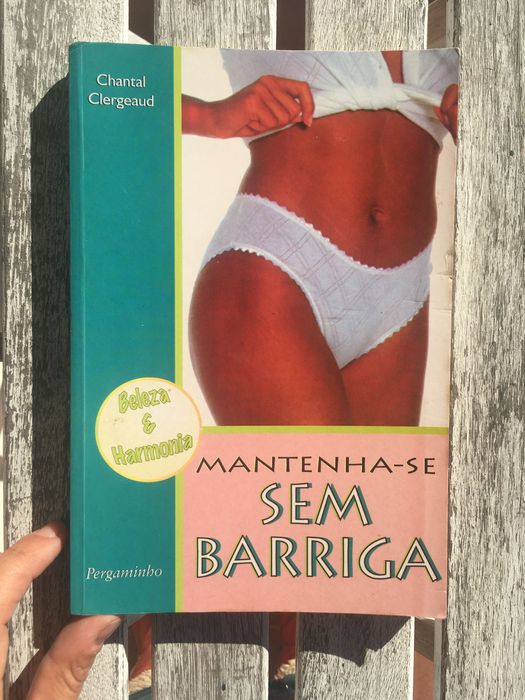 Chantal
Clergeaud
Beleza
&
Harmonia
MANTENHA-SE
SEM
BARRIGA
Pergaminho